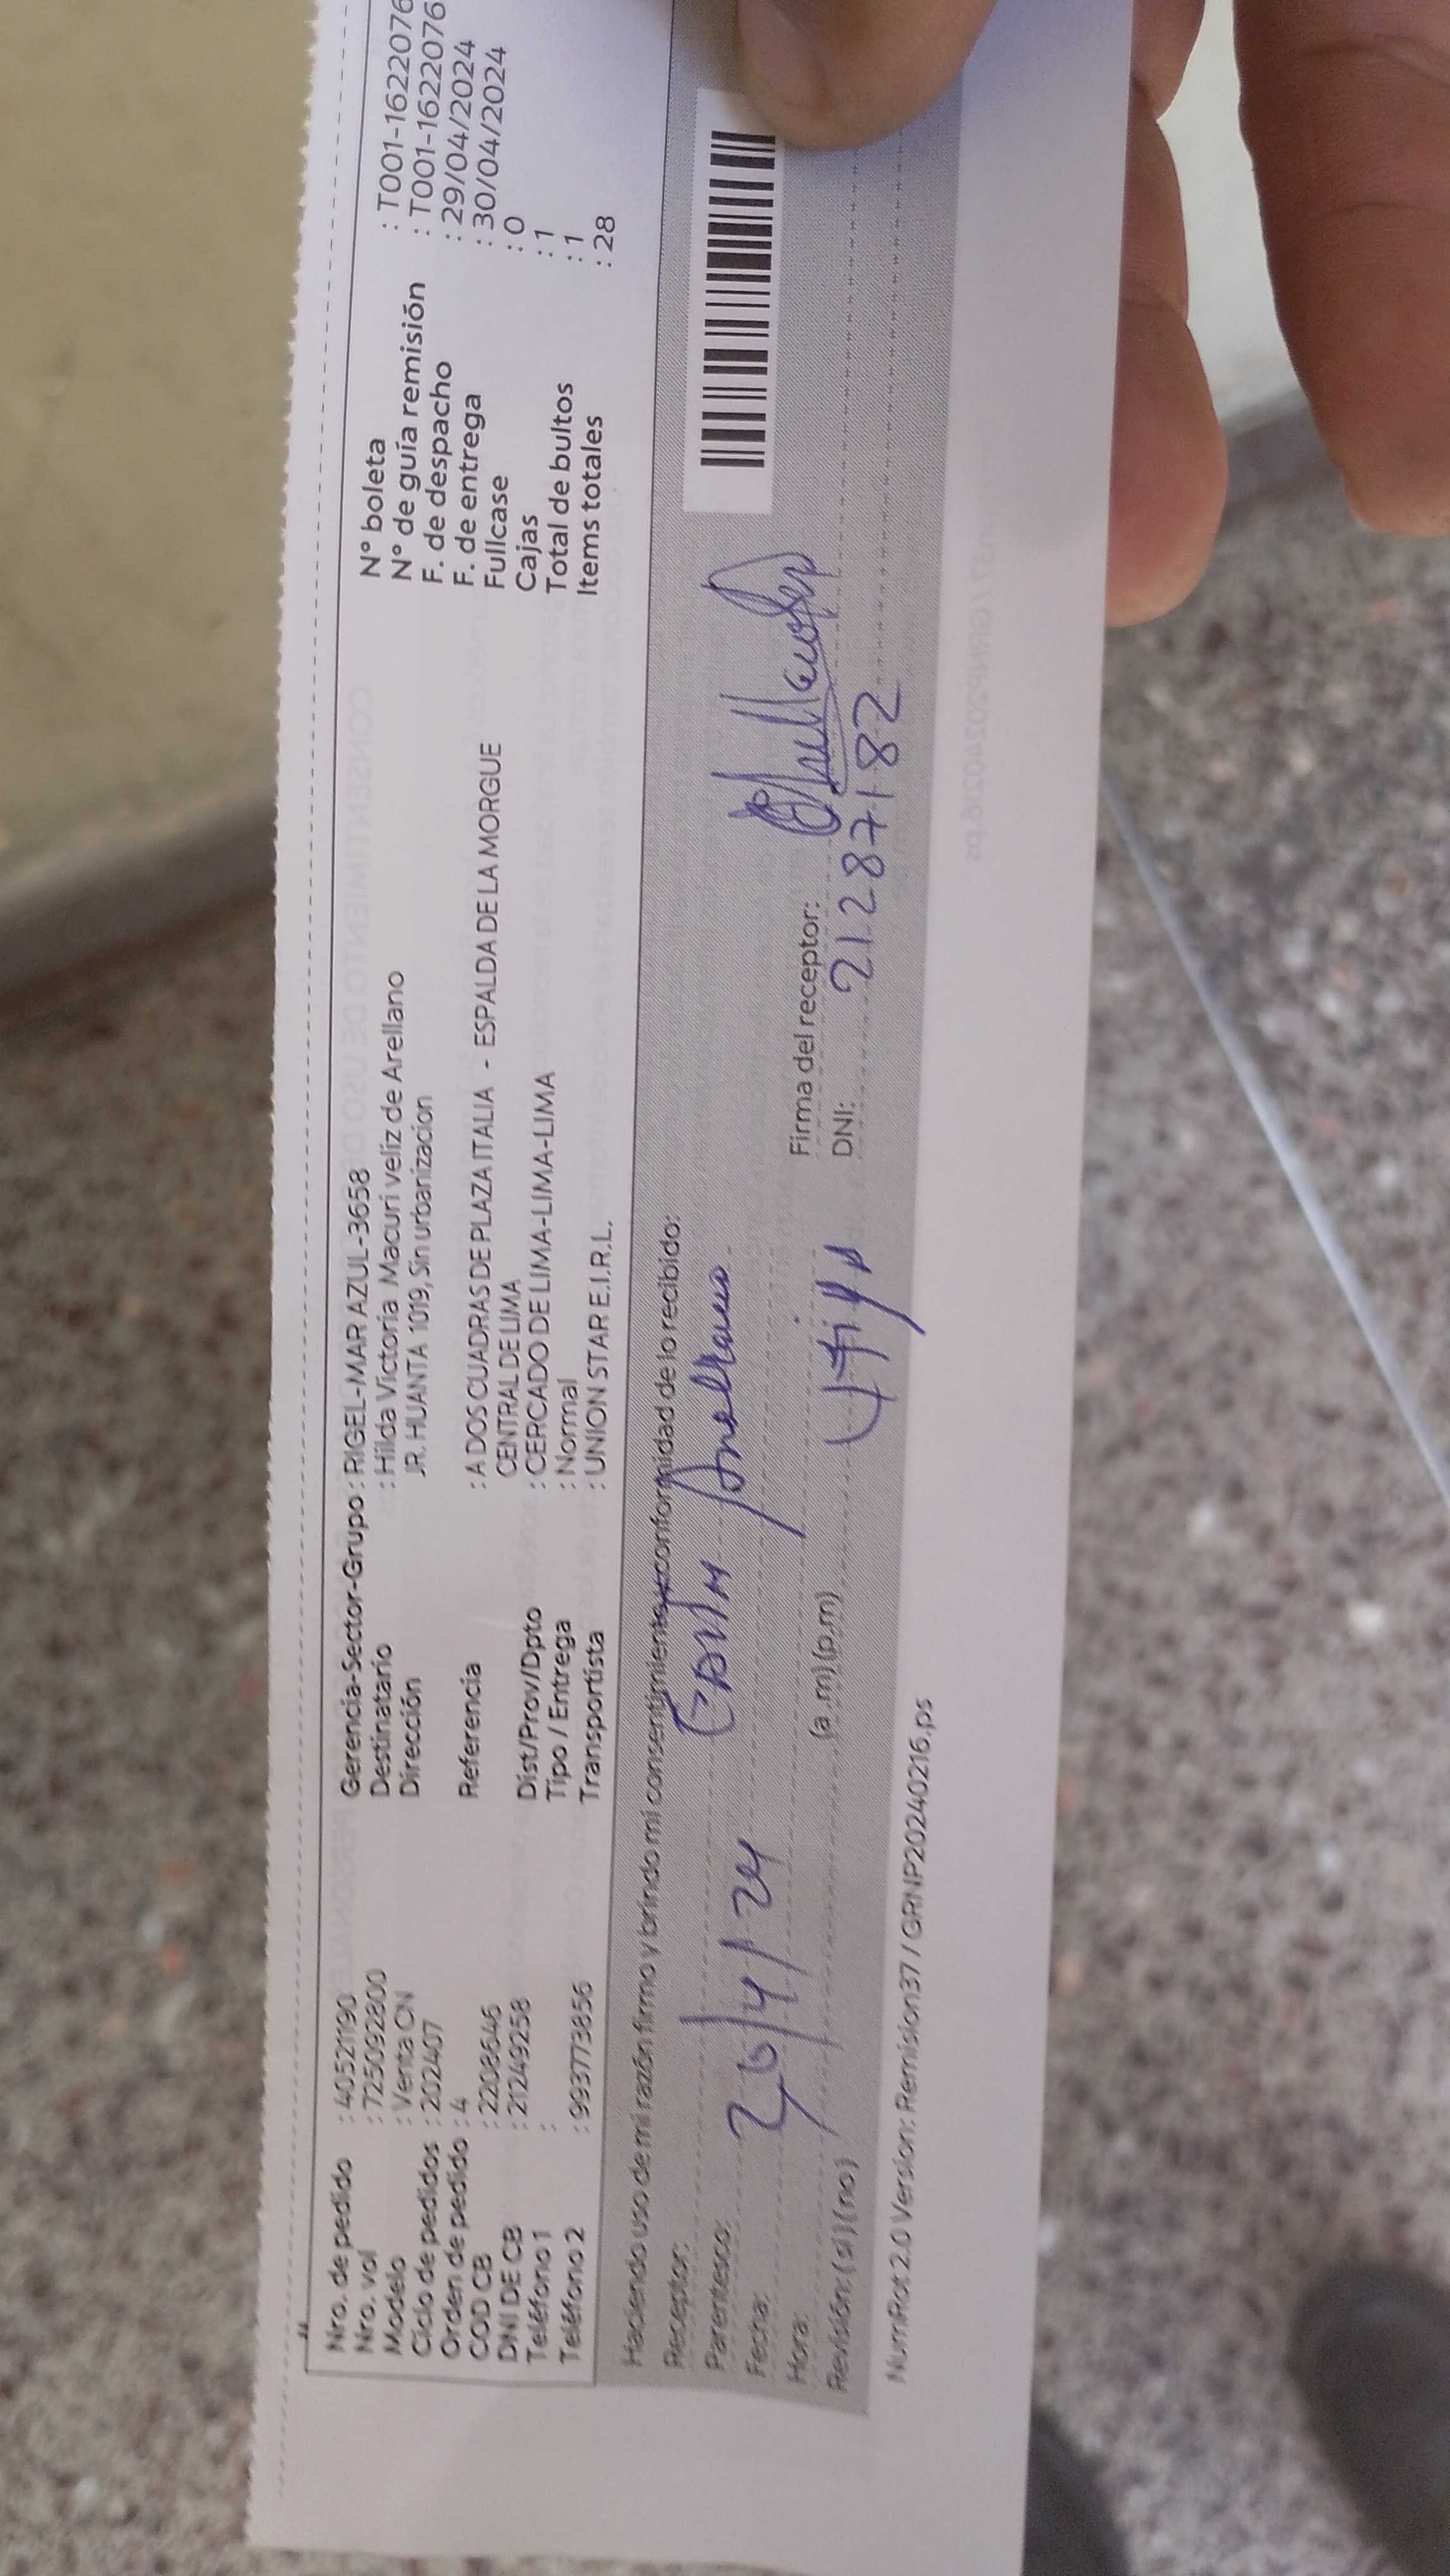 Nro. de pedido : 40521190
Nro. vol : 725092800
Modelo : Venta CN
Ciclo de pedidos : 202407
Orden de pedido : 4
COD CB : 2208646
DNI DE CB : 21249258
Teléfono 1 :
Teléfono 2 : 993773856
Gerencia-Sector-Grupo : RIGEL-MAR AZUL-3658
Destinatario : Hilda Victoria Macuri veliz de Arellano
Dirección JR. HUANTA 1019, Sin urbanizacion
Referencia : A DOS CUADRAS DE PLAZA ITALIA - ESPALDA DE LA MORGUE
CENTRAL DE LIMA
Dist/Prov/Dpto : CERCADO DE LIMA-LIMA-LIMA
Tipo / Entrega : Normal
Transportista : UNION STAR E.I.R.L.
N° boleta : T001-1622076
N° de guía remisión : T001-1622076
F. de despacho : 29/04/2024
F. de entrega : 30/04/2024
Fullcase : 0
Cajas : 1
Total de bultos : 1
Items totales : 28
Haciendo uso de mi razón firmo y brindo mi consentimiento y conformidad de lo recibido:
Receptor:
Parentesco:
Fecha:
Hora: (a.m) (p.m)
Revisión: (si) (no)
Arellano
Firma del receptor:
DNI: 21287182
NumRot 2.0 Version: Remision37 / GRNP20240216.ps